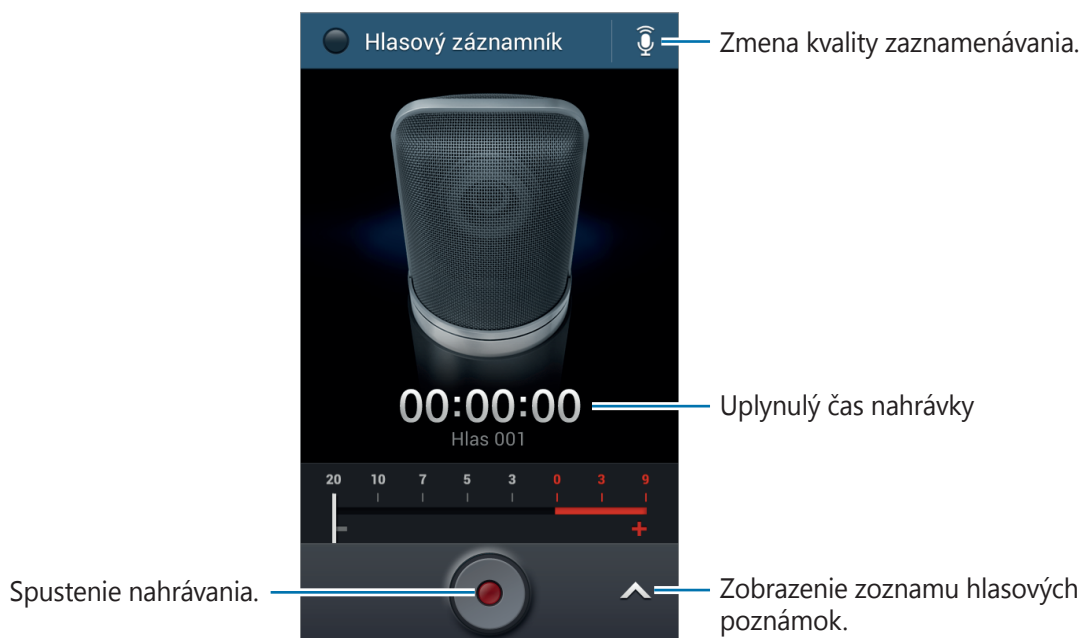 Hlasový záznamník
Zmena kvality zaznamenávania.
00:00:00
Uplynulý čas nahrávky
Hlas 001
20 10 7 5 3 0 3 9
- +
Spustenie nahrávania.
Zobrazenie zoznamu hlasových
poznámok.